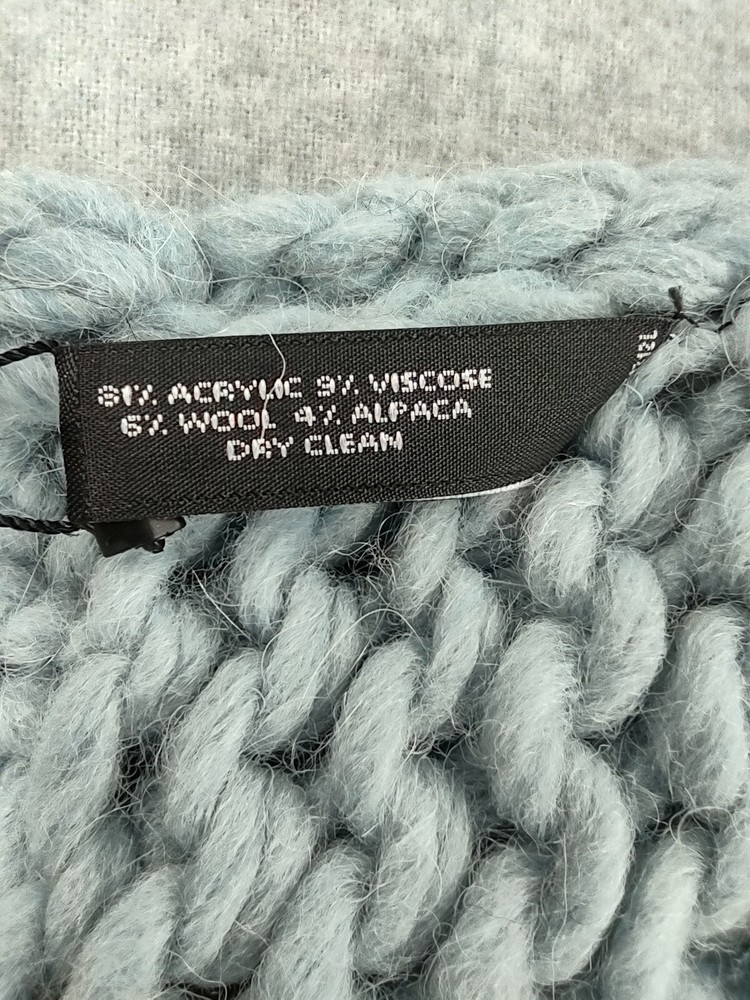 81% ACRYLIC 9% VISCOSE
6% WOOL 4% ALPACA
DRY CLEAN